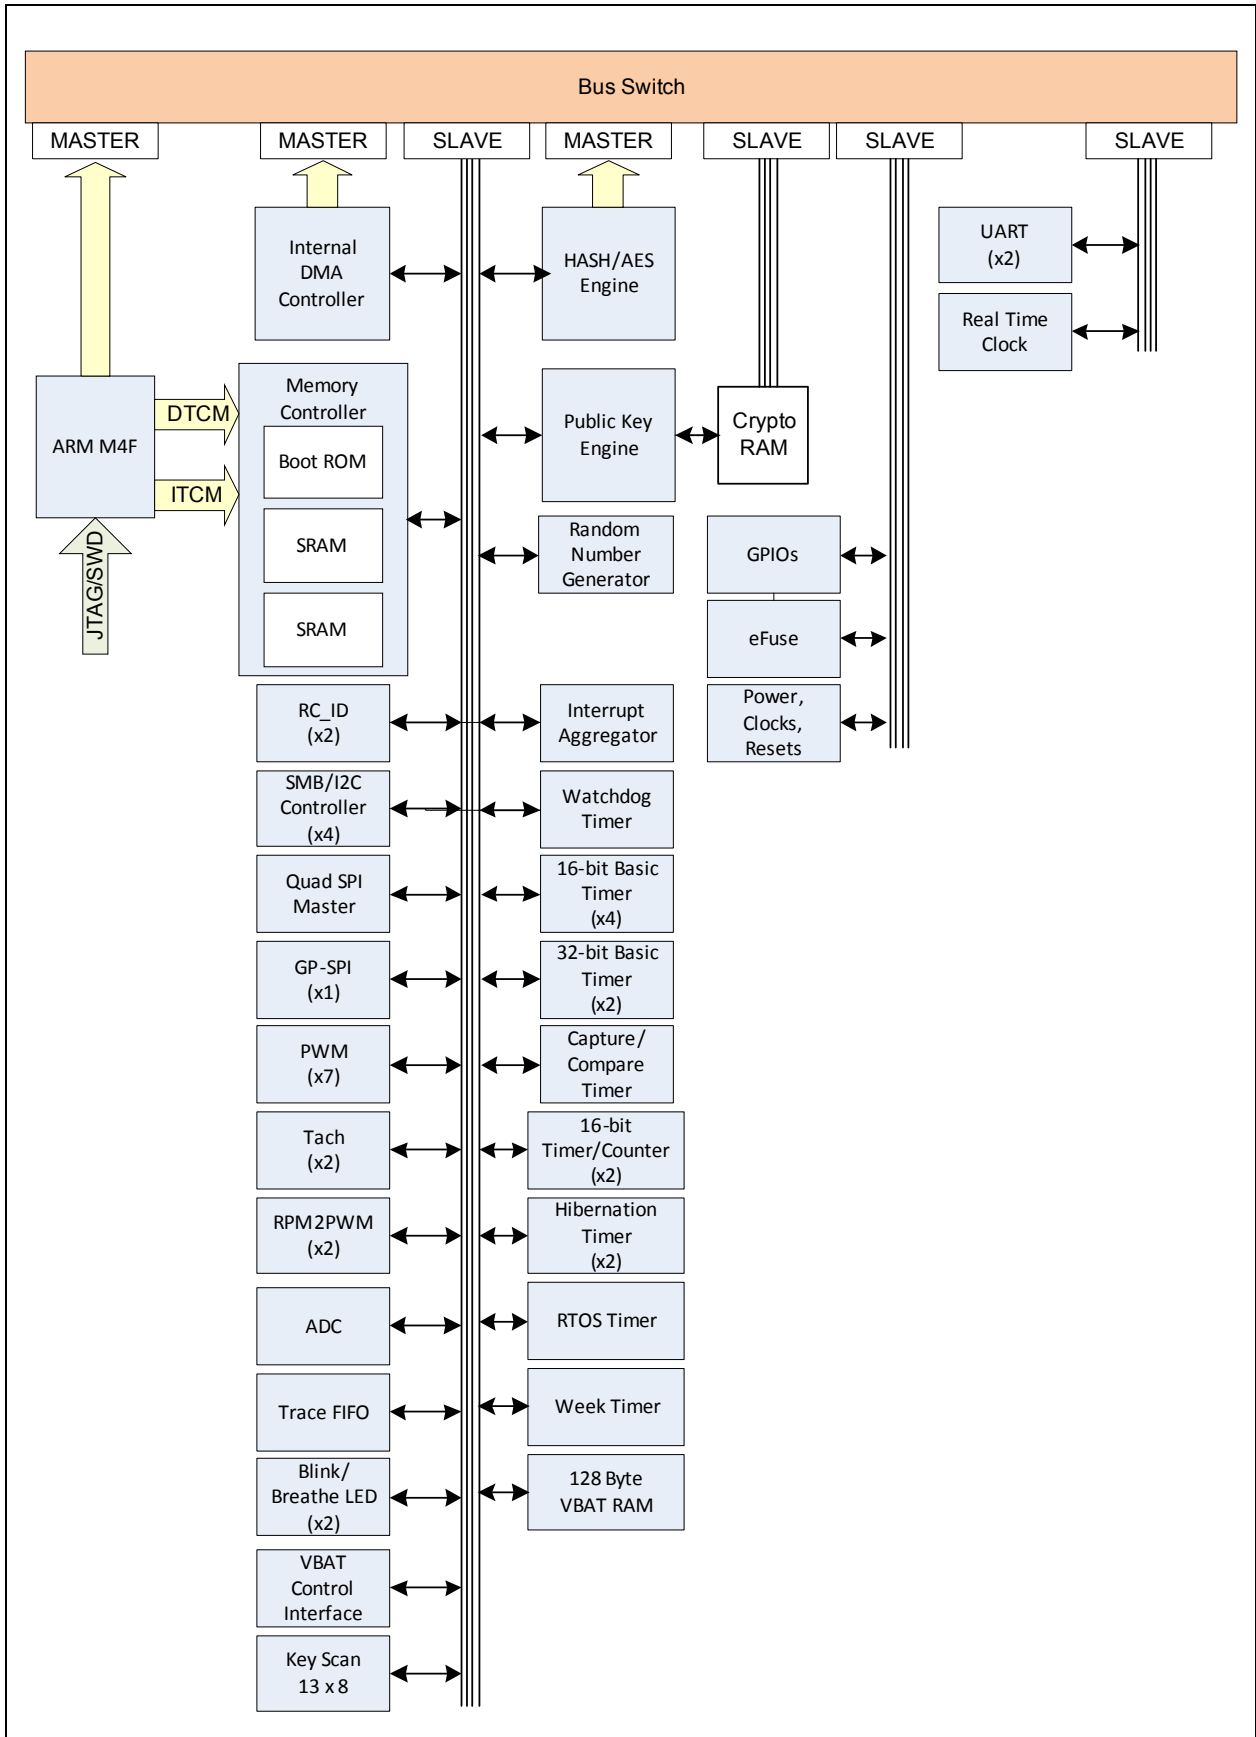 Bus Switch
MASTER
MASTER
SLAVE
MASTER
SLAVE
SLAVE
SLAVE
Internal
DMA
Controller
HASH/AES
Engine
UART
(x2)
Real Time
Clock
ARM M4F
DTCM
ITCM
JTAG/SWD
Memory
Controller
Boot ROM
SRAM
SRAM
Public Key
Engine
Crypto
RAM
Random
Number
Generator
GPIOs
eFuse
Power,
Clocks,
Resets
RC_ID
(x2)
Interrupt
Aggregator
SMB/I2C
Controller
(x4)
Watchdog
Timer
Quad SPI
Master
16-bit Basic
Timer
(x4)
GP-SPI
(x1)
32-bit Basic
Timer
(x2)
PWM
(x7)
Capture/
Compare
Timer
Tach
(x2)
16-bit
Timer/Counter
(x2)
RPM2PWM
(x2)
Hibernation
Timer
(x2)
ADC
RTOS Timer
Trace FIFO
Week Timer
Blink/
Breathe LED
(x2)
128 Byte
VBAT RAM
VBAT
Control
Interface
Key Scan
13 x 8